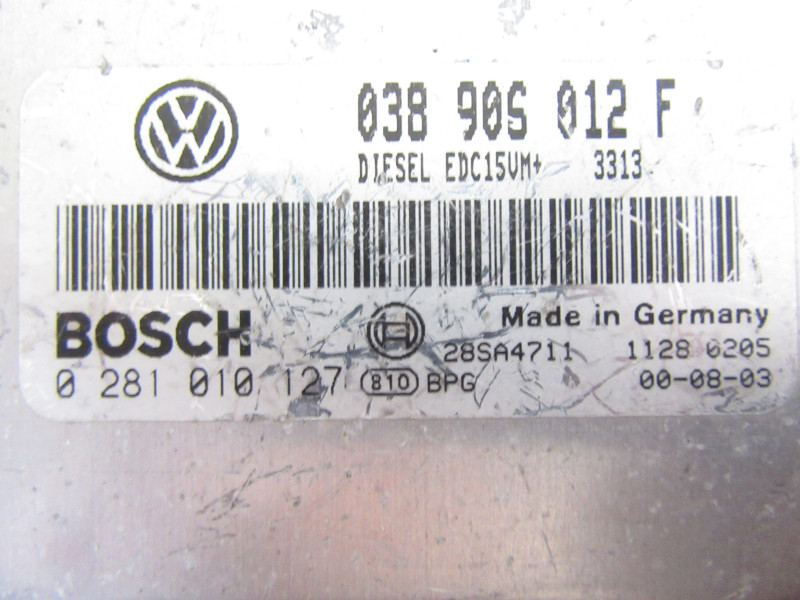 038 906 012 F
DIESEL EDC15VM+ 3313
BOSCH
Made in Germany
28SA4711 1128 6205
0 281 010 127 810 BPG 00-08-03